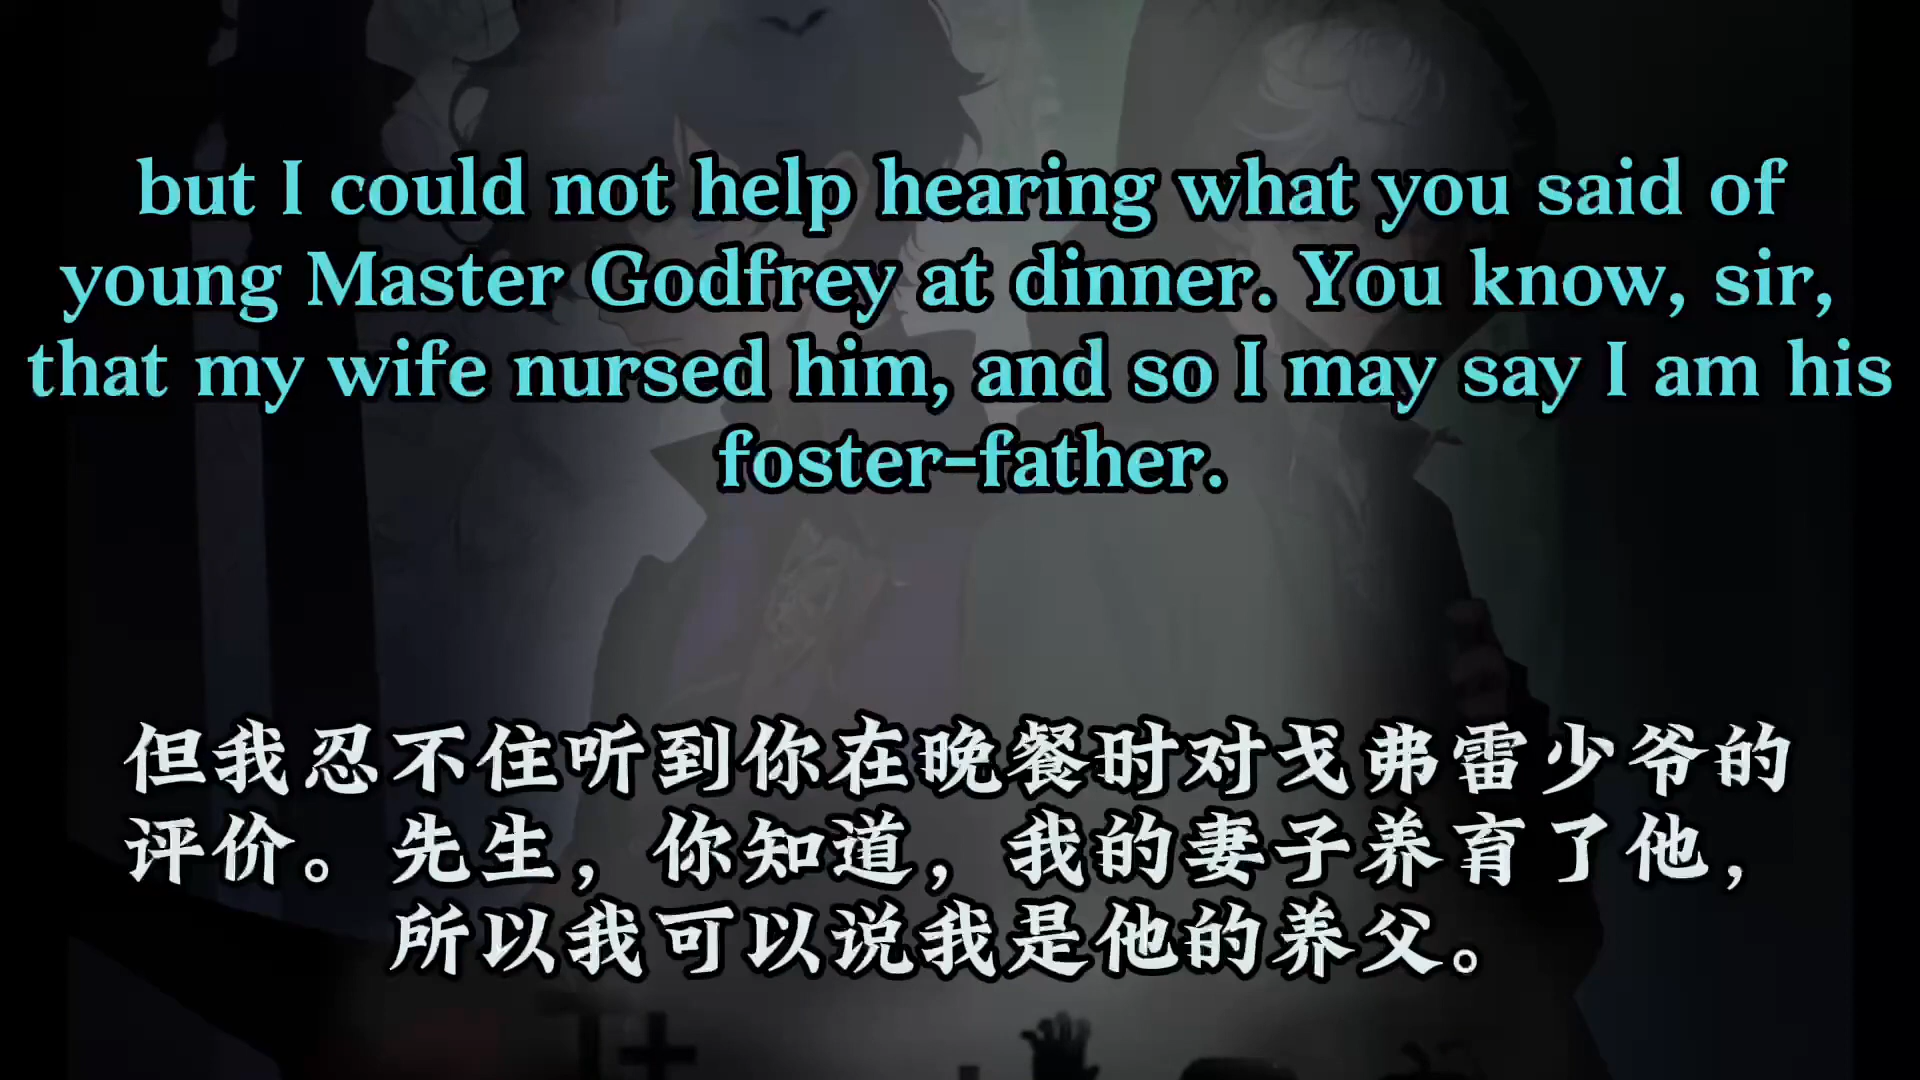 but I could not help hearing what you said of
young Master Godfrey at dinner. You know, sir,
that my wife nursed him, and so I may say I am his
foster-father.
但我忍不住听到你在晚餐时对戈弗雷少爷的
评价。先生，你知道，我的妻子养育了他，
所以我可以说我是他的养父。